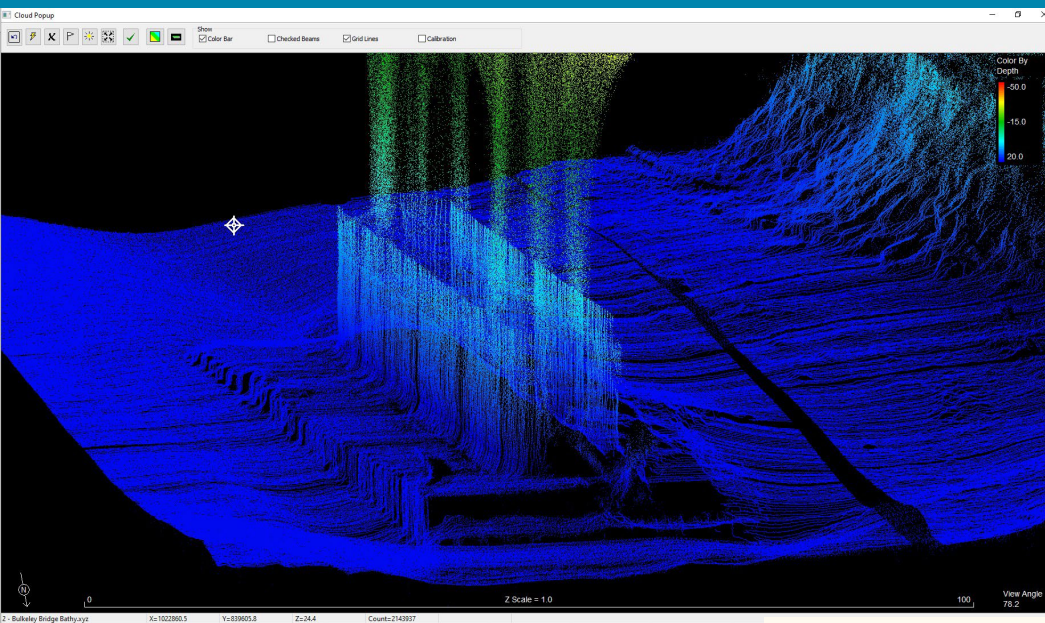 Cloud Popup
Show
Color Bar
Checked Beams
Grid Lines
Calibration
Color By
Depth
-50.0
-15.0
20.0
N
0
Z Scale = 1.0
100
View Angle
78.2
2 - Bulkeley Bridge Bathy.xyz
X=1022860.5
Y=839605.8
Z=24.4
Count=2143937